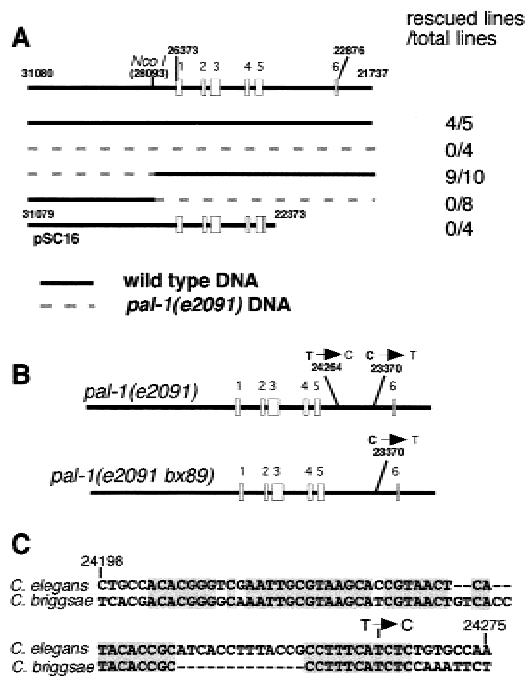 rescued lines
/total lines
A
Nco I
(28093)
26373
22876
31080
1 2 3 4 5 6
21737
4/5
0/4
9/10
0/8
31079
22373
0/4
pSC16
wild type DNA
pal-1(e2091) DNA
B
T C C T
24264 23370
pal-1(e2091)
1 2 3 4 5 6
C T
23370
pal-1(e2091 bx89)
1 2 3 4 5 6
C
24198
C. elegans CTGCCACACGGGTCGAATTGCGTAAGCACCGTAACT--CA--
C. briggsae TCACGACACGGGCAAATTGCGTAAGCACCGTAACTGTCACC
T C
24275
C. elegans TACACCGCATCACCTTTACCGCCTTTCATCTCTGTGCCAA
C. briggsae TACACCGC-------------CCTTTCATCTCCAAATTCT